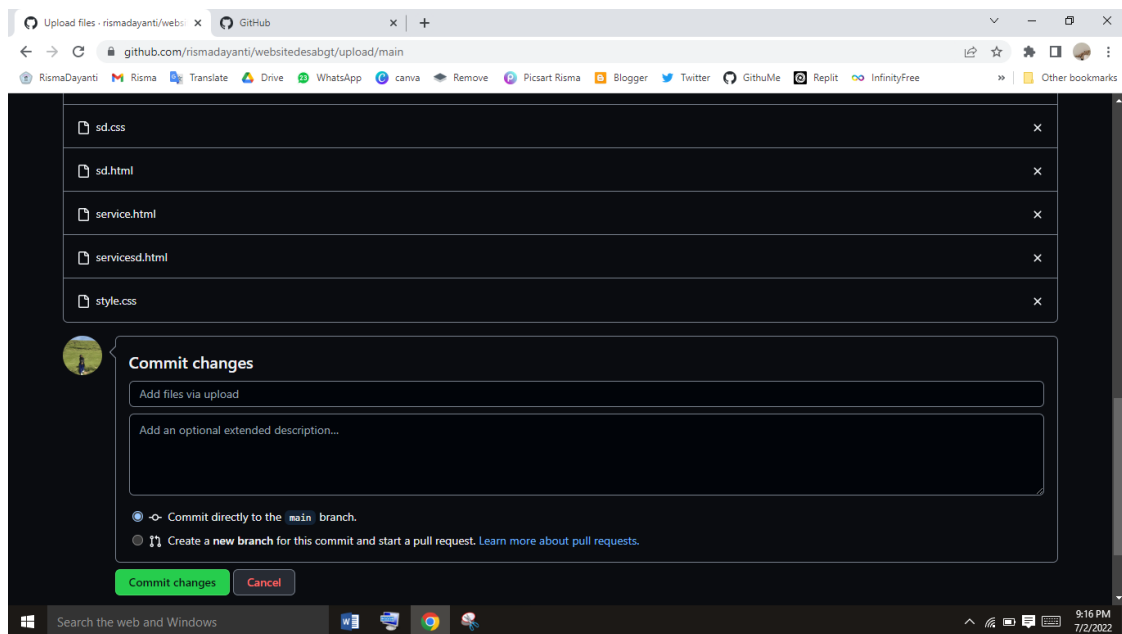 Upload files · rismadayanti/websi
GitHub
github.com/rismadayanti/websitedesabgt/upload/main
RismaDayanti Risma Translate Drive WhatsApp canva Remove Picsart Risma Blogger Twitter GithuMe Replit InfinityFree » Other bookmarks
sd.css
sd.html
service.html
servicesd.html
style.css
Commit changes
Add files via upload
Add an optional extended description...
Commit directly to the main branch.
Create a new branch for this commit and start a pull request. Learn more about pull requests.
Commit changes Cancel
Search the web and Windows
9:16 PM
7/2/2022